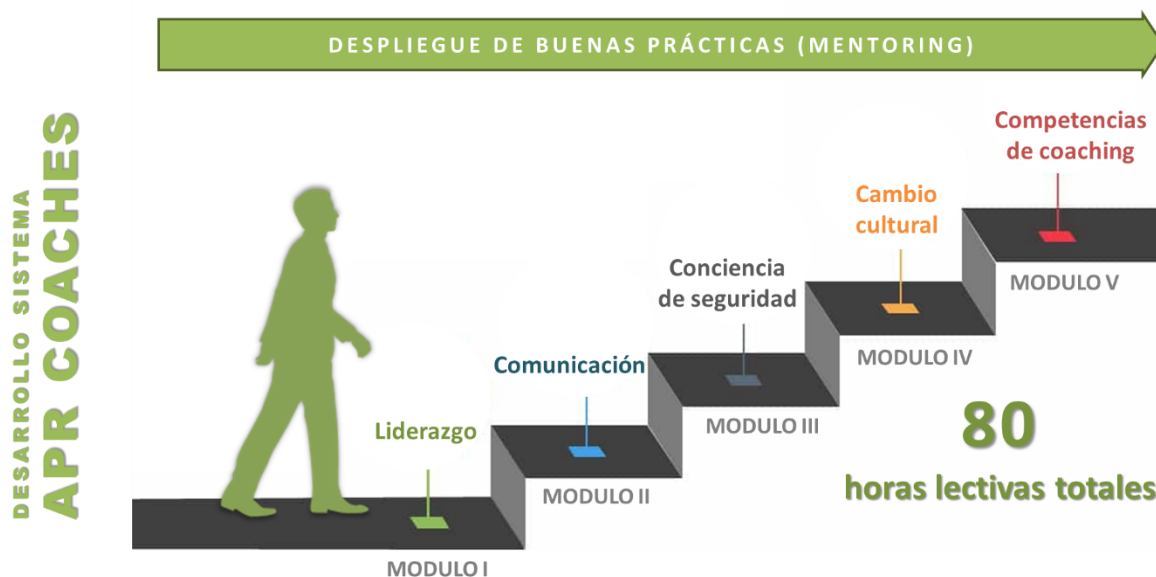 DESPLIEGUE DE BUENAS PRÁCTICAS (MENTORING)
DESARROLLO SISTEMA
APR COACHES
Liderazgo
MODULO I
Comunicación
MODULO II
Conciencia
de seguridad
MODULO III
Cambio
cultural
MODULO IV
Competencias
de coaching
MODULO V
80
horas lectivas totales